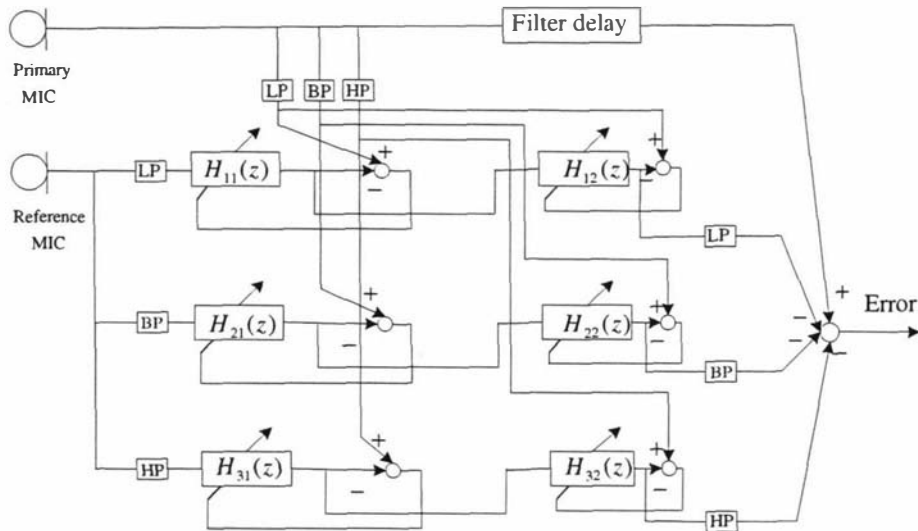 Filter delay
Primary
MIC
LP
BP
HP
+
+
LP
H₁₁(z)
−
H₁₂(z)
−
Reference
MIC
LP
+
+
+
Error
BP
H₂₁(z)
−
H₂₂(z)
−
−
−
−
BP
+
+
HP
H₃₁(z)
−
H₃₂(z)
−
HP